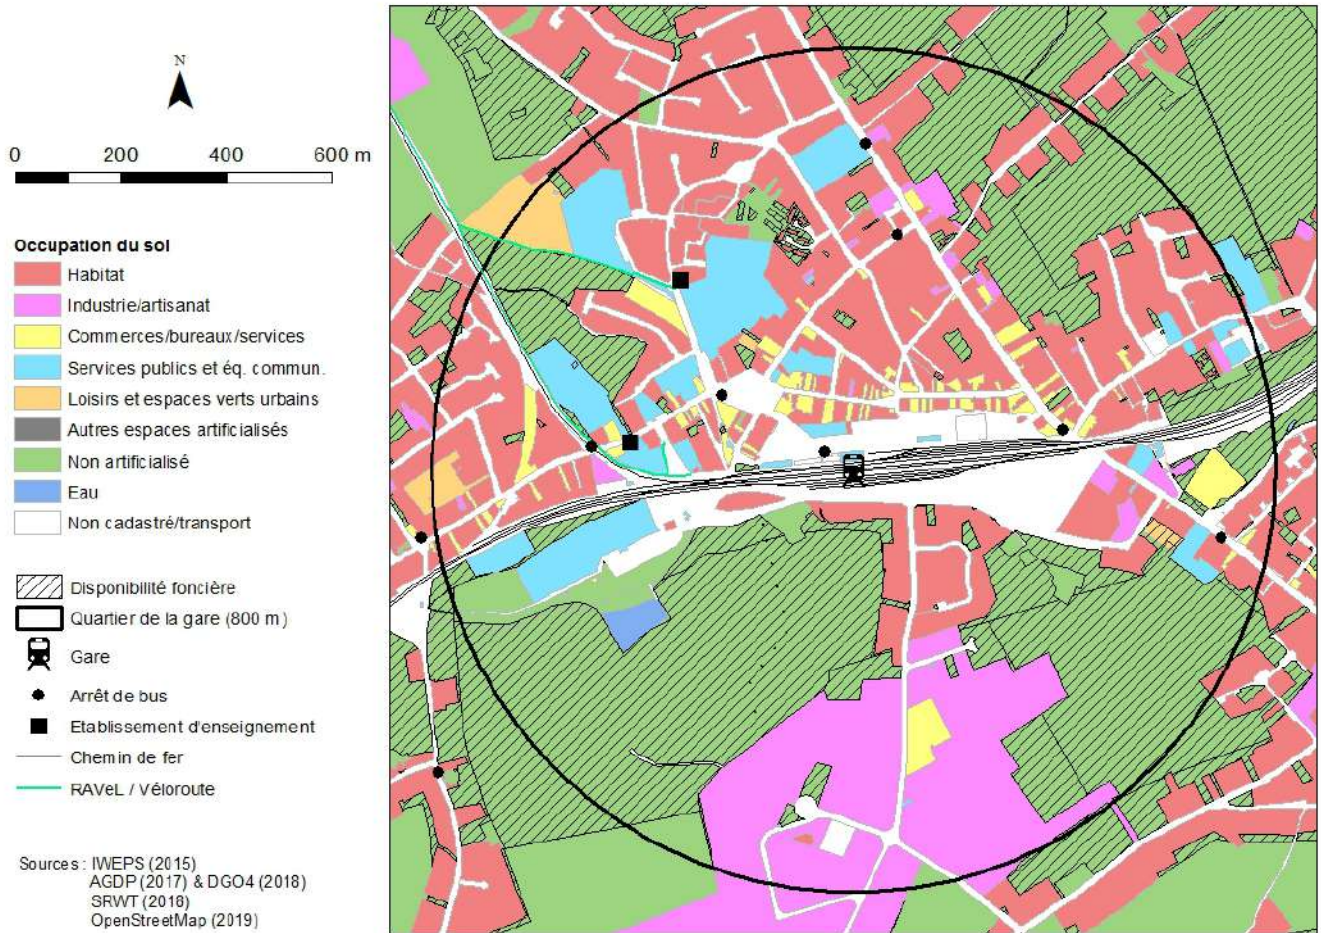 N
0 200 400 600 m
Occupation du sol
Habitat
Industrie/artisanat
Commerces/bureaux/services
Services publics et éq. commun.
Loisirs et espaces verts urbains
Autres espaces artificialisés
Non artificialisé
Eau
Non cadastré/transport
Disponibilité foncière
Quartier de la gare (800 m)
Gare
Arrêt de bus
Etablissement d'enseignement
Chemin de fer
RAVeL / Véloroute
Sources : IWEPS (2015)
AGDP (2017) & DGO4 (2018)
SRWT (2018)
OpenStreetMap (2019)